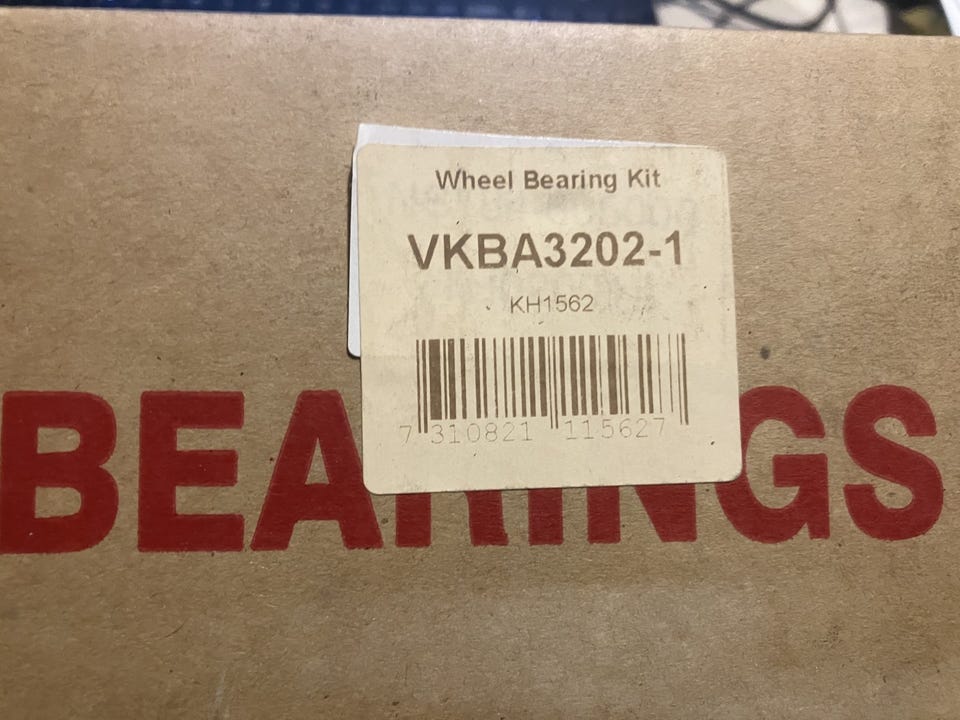 Wheel Bearing Kit
VKBA3202-1
KH1562
7 310821 115627
BEARINGS